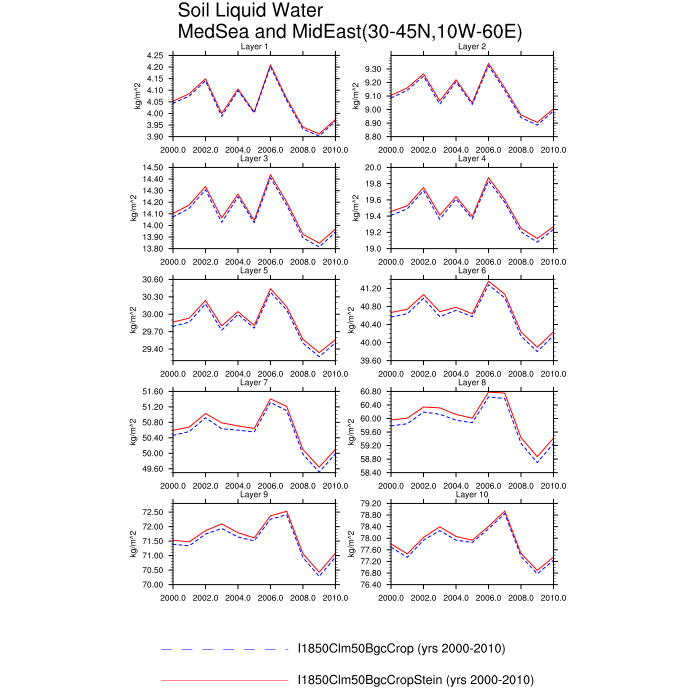 Soil Liquid Water
MedSea and MidEast(30-45N,10W-60E)
Layer 1
4.25
4.20
4.15
4.10
4.05
4.00
3.95
3.90
kg/m^2
2000.0 2002.0 2004.0 2006.0 2008.0 2010.0
Layer 2
9.30
9.20
9.10
9.00
8.90
8.80
kg/m^2
2000.0 2002.0 2004.0 2006.0 2008.0 2010.0
Layer 3
14.50
14.40
14.30
14.20
14.10
14.00
13.90
13.80
kg/m^2
2000.0 2002.0 2004.0 2006.0 2008.0 2010.0
Layer 4
20.0
19.8
19.6
19.4
19.2
19.0
kg/m^2
2000.0 2002.0 2004.0 2006.0 2008.0 2010.0
Layer 5
30.60
30.30
30.00
29.70
29.40
kg/m^2
2000.0 2002.0 2004.0 2006.0 2008.0 2010.0
Layer 6
41.20
40.80
40.40
40.00
39.60
kg/m^2
2000.0 2002.0 2004.0 2006.0 2008.0 2010.0
Layer 7
51.60
51.20
50.80
50.40
50.00
49.60
kg/m^2
2000.0 2002.0 2004.0 2006.0 2008.0 2010.0
Layer 8
60.80
60.40
60.00
59.60
59.20
58.80
58.40
kg/m^2
2000.0 2002.0 2004.0 2006.0 2008.0 2010.0
Layer 9
72.50
72.00
71.50
71.00
70.50
70.00
kg/m^2
2000.0 2002.0 2004.0 2006.0 2008.0 2010.0
Layer 10
79.20
78.80
78.40
78.00
77.60
77.20
76.80
76.40
kg/m^2
2000.0 2002.0 2004.0 2006.0 2008.0 2010.0
I1850Clm50BgcCrop (yrs 2000-2010)
I1850Clm50BgcCropStein (yrs 2000-2010)